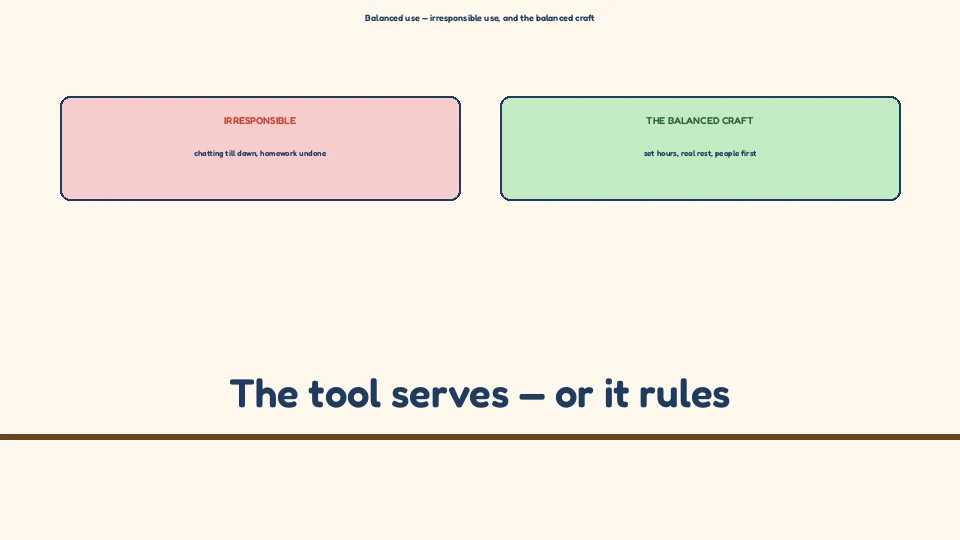 Balanced use — irresponsible use, and the balanced craft
IRRESPONSIBLE
chatting till dawn, homework undone
THE BALANCED CRAFT
set hours, real rest, people first
The tool serves — or it rules